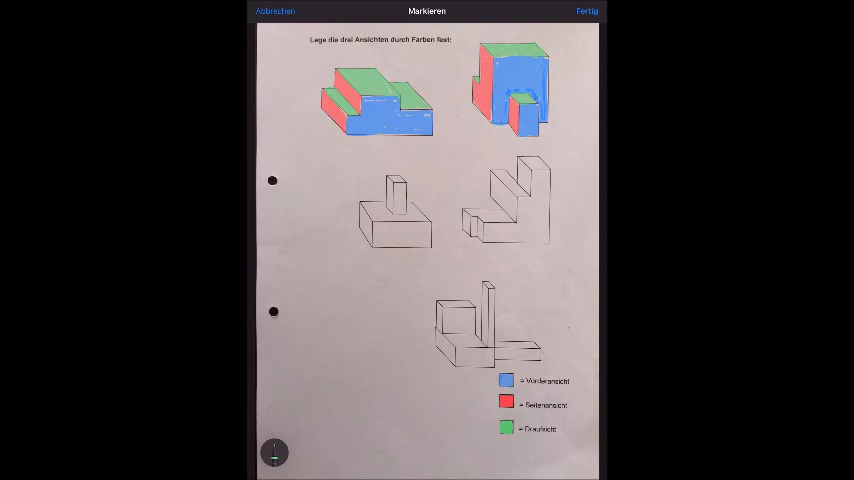 Abbrechen Markieren Fertig
Lege die drei Ansichten durch Farben fest:
= Vorderansicht
= Seitenansicht
= Draufsicht